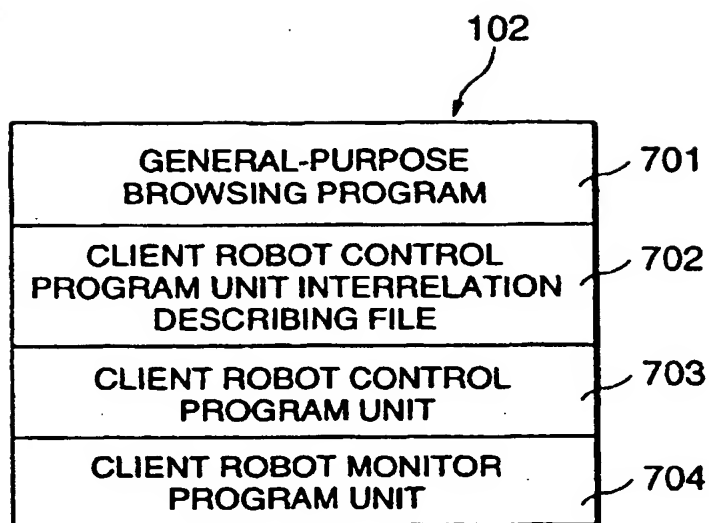 102
GENERAL-PURPOSE
BROWSING PROGRAM
701
CLIENT ROBOT CONTROL
PROGRAM UNIT INTERRELATION
DESCRIBING FILE
702
CLIENT ROBOT CONTROL
PROGRAM UNIT
703
CLIENT ROBOT MONITOR
PROGRAM UNIT
704